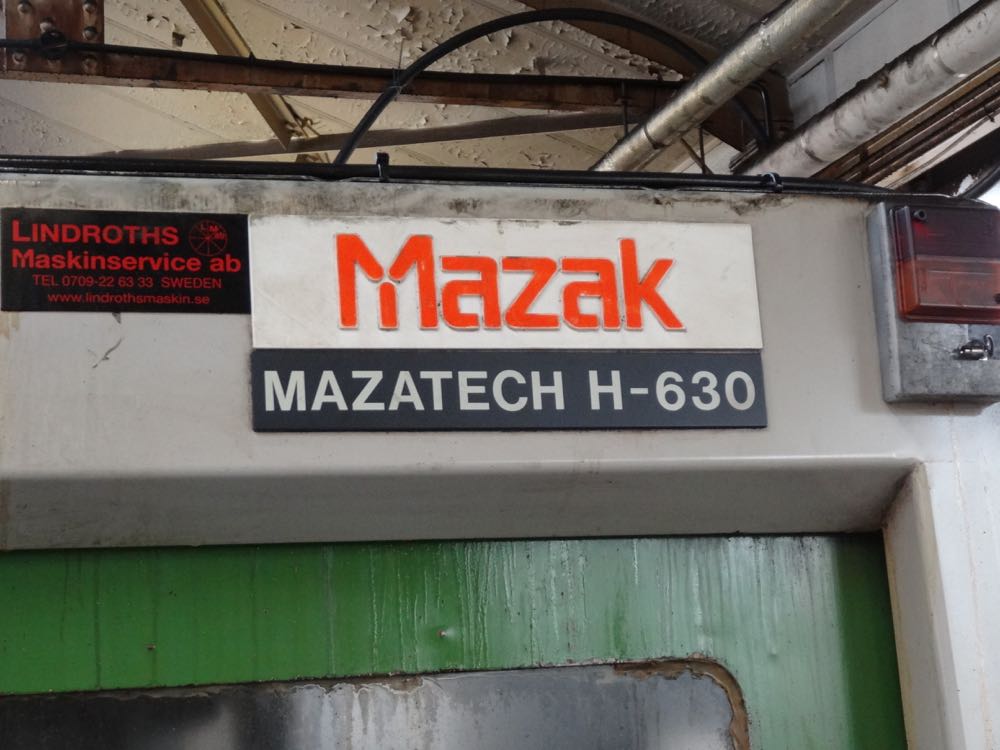 LINDROTHS
Maskinservice ab
TEL 0709-22 63 33 SWEDEN
www.lindrothsmaskin.se
Mazak
MAZATECH H-630